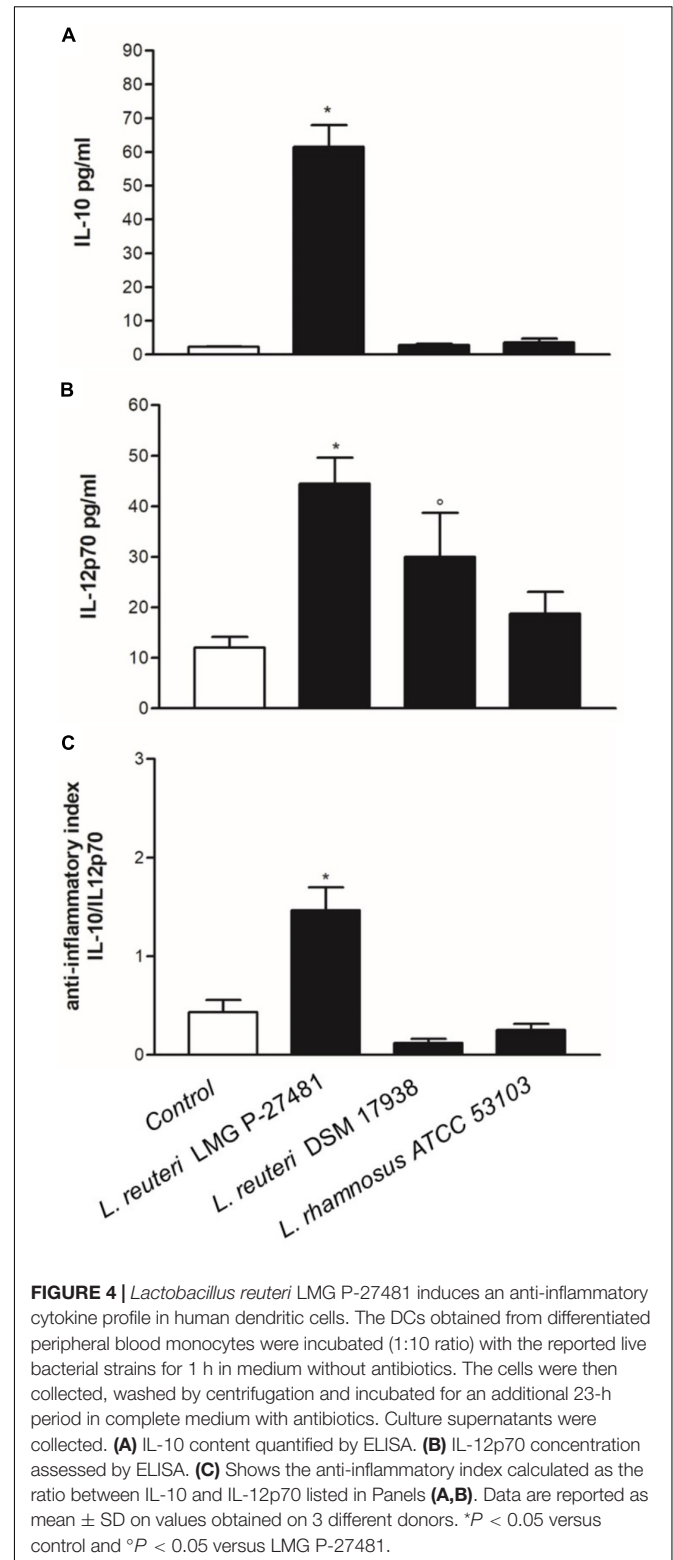 A
90
80
70
60
50
40
30
20
10
0
IL-10 pg/ml
*
B
60
50
40
30
20
10
0
IL-12p70 pg/ml
*
°
C
3
2
1
0
anti-inflammatory index
IL-10/IL12p70
*
Control
L. reuteri LMG P-27481
L. reuteri DSM 17938
L. rhamnosus ATCC 53103
FIGURE 4 | Lactobacillus reuteri LMG P-27481 induces an anti-inflammatory
cytokine profile in human dendritic cells. The DCs obtained from differentiated
peripheral blood monocytes were incubated (1:10 ratio) with the reported live
bacterial strains for 1 h in medium without antibiotics. The cells were then
collected, washed by centrifugation and incubated for an additional 23-h
period in complete medium with antibiotics. Culture supernatants were
collected. (A) IL-10 content quantified by ELISA. (B) IL-12p70 concentration
assessed by ELISA. (C) Shows the anti-inflammatory index calculated as the
ratio between IL-10 and IL-12p70 listed in Panels (A,B). Data are reported as
mean ± SD on values obtained on 3 different donors. *P < 0.05 versus
control and °P < 0.05 versus LMG P-27481.